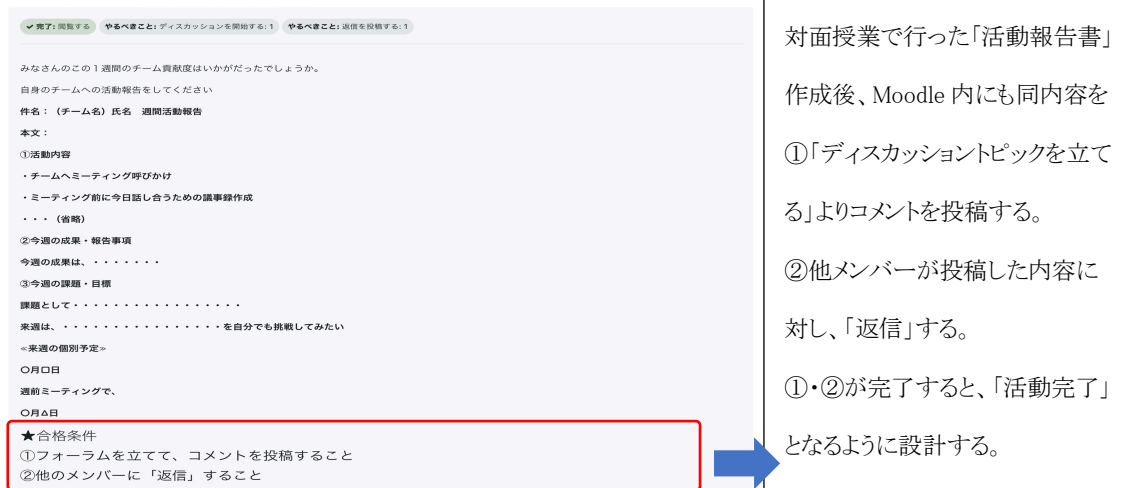 ✓ 完了: 閲覧する やるべきこと: ディスカッションを開始する: 1 やるべきこと: 返信を投稿する: 1
みなさんのこの１週間のチーム貢献度はいかがだったでしょうか。
自身のチームへの活動報告をしてください
件名：（チーム名）氏名　週間活動報告
本文：
①活動内容
・チームへミーティング呼びかけ
・ミーティング前に今日話し合うための議事録作成
・・・（省略）
②今週の成果・報告事項
今週の成果は、・・・・・・・
③今週の課題・目標
課題として・・・・・・・・・・・・・・・・・
来週は、・・・・・・・・・・・・・・・・を自分でも挑戦してみたい
≪来週の個別予定≫
〇月□日
週前ミーティングで、
〇月△日
★合格条件
①フォーラムを立てて、コメントを投稿すること
②他のメンバーに「返信」すること
対面授業で行った「活動報告書」
作成後、Moodle 内にも同内容を
①「ディスカッショントピックを立て
る」よりコメントを投稿する。
②他メンバーが投稿した内容に
対し、「返信」する。
①・②が完了すると、「活動完了」
となるように設計する。